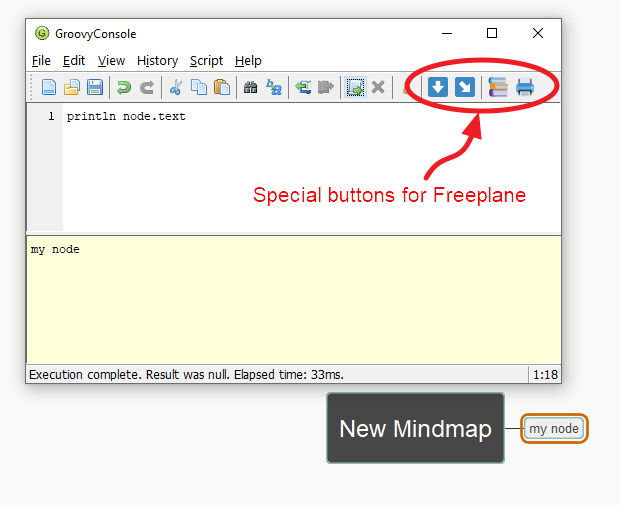 GroovyConsole
File Edit View History Script Help
1 println node.text
Special buttons for Freeplane
my node
Execution complete. Result was null. Elapsed time: 33ms. 1:18
New Mindmap my node